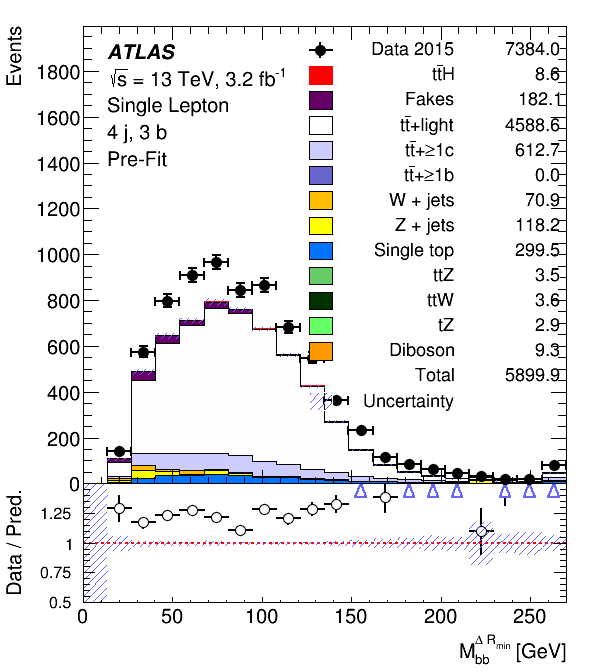 Events
ATLAS
√s = 13 TeV, 3.2 fb⁻¹
Single Lepton
4 j, 3 b
Pre-Fit
Data 2015 7384.0
tt̄H 8.6
Fakes 182.1
tt̄+light 4588.6
tt̄+≥1c 612.7
tt̄+≥1b 0.0
W + jets 70.9
Z + jets 118.2
Single top 299.5
ttZ 3.5
ttW 3.6
tZ 2.9
Diboson 9.3
Total 5899.9
Uncertainty
1800
1600
1400
1200
1000
800
600
400
200
0
Data / Pred.
1.25
1
0.75
0.5
0 50 100 150 200 250
M_bb^ΔR_min [GeV]